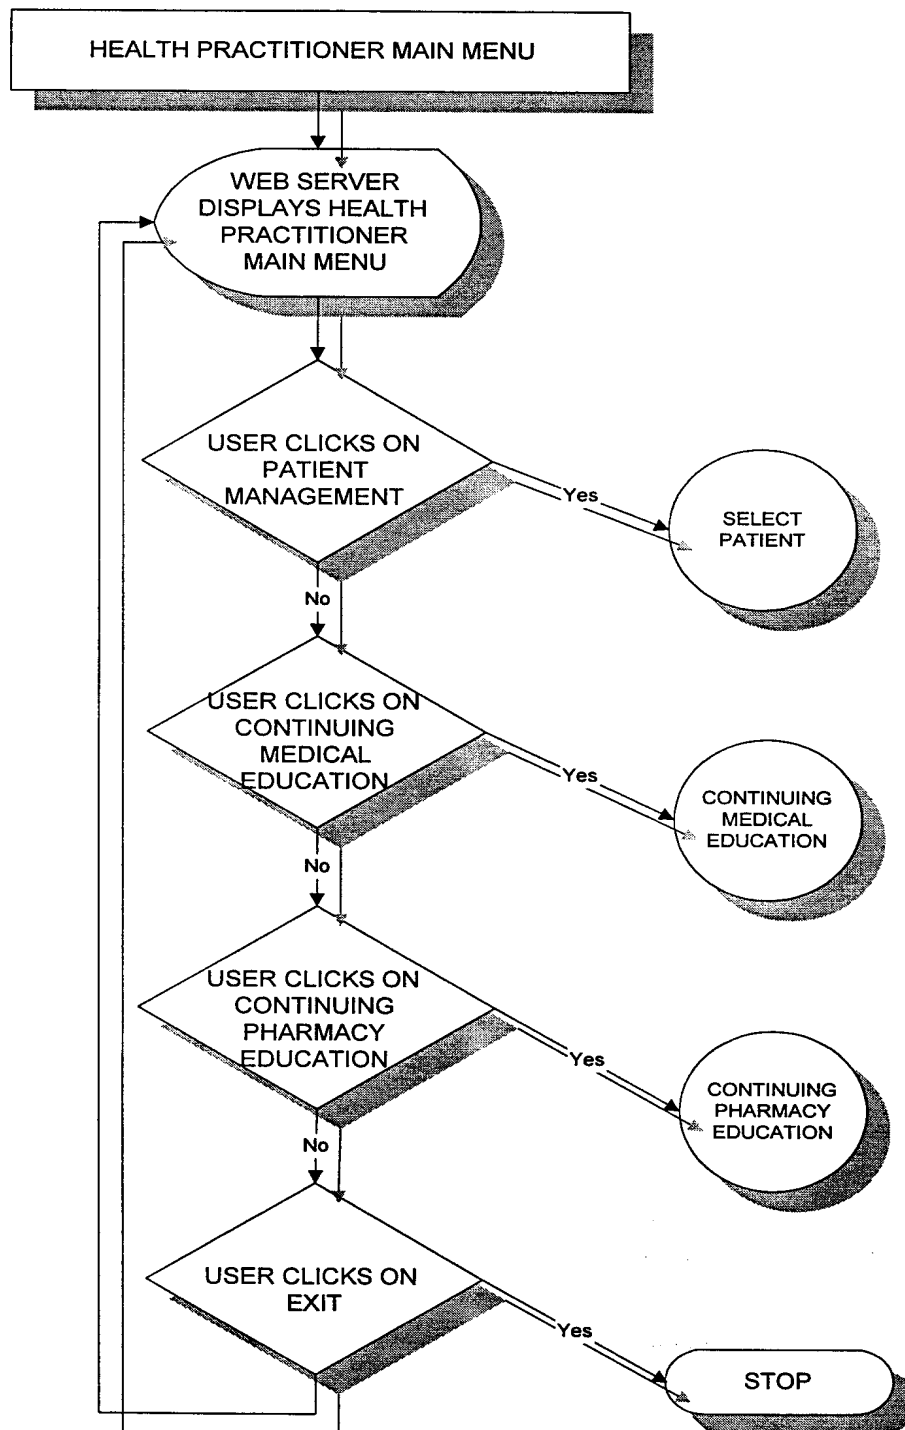 HEALTH PRACTITIONER MAIN MENU
WEB SERVER
DISPLAYS HEALTH
PRACTITIONER
MAIN MENU
USER CLICKS ON
PATIENT
MANAGEMENT
Yes
SELECT
PATIENT
No
USER CLICKS ON
CONTINUING
MEDICAL
EDUCATION
Yes
CONTINUING
MEDICAL
EDUCATION
No
USER CLICKS ON
CONTINUING
PHARMACY
EDUCATION
Yes
CONTINUING
PHARMACY
EDUCATION
No
USER CLICKS ON
EXIT
Yes
STOP